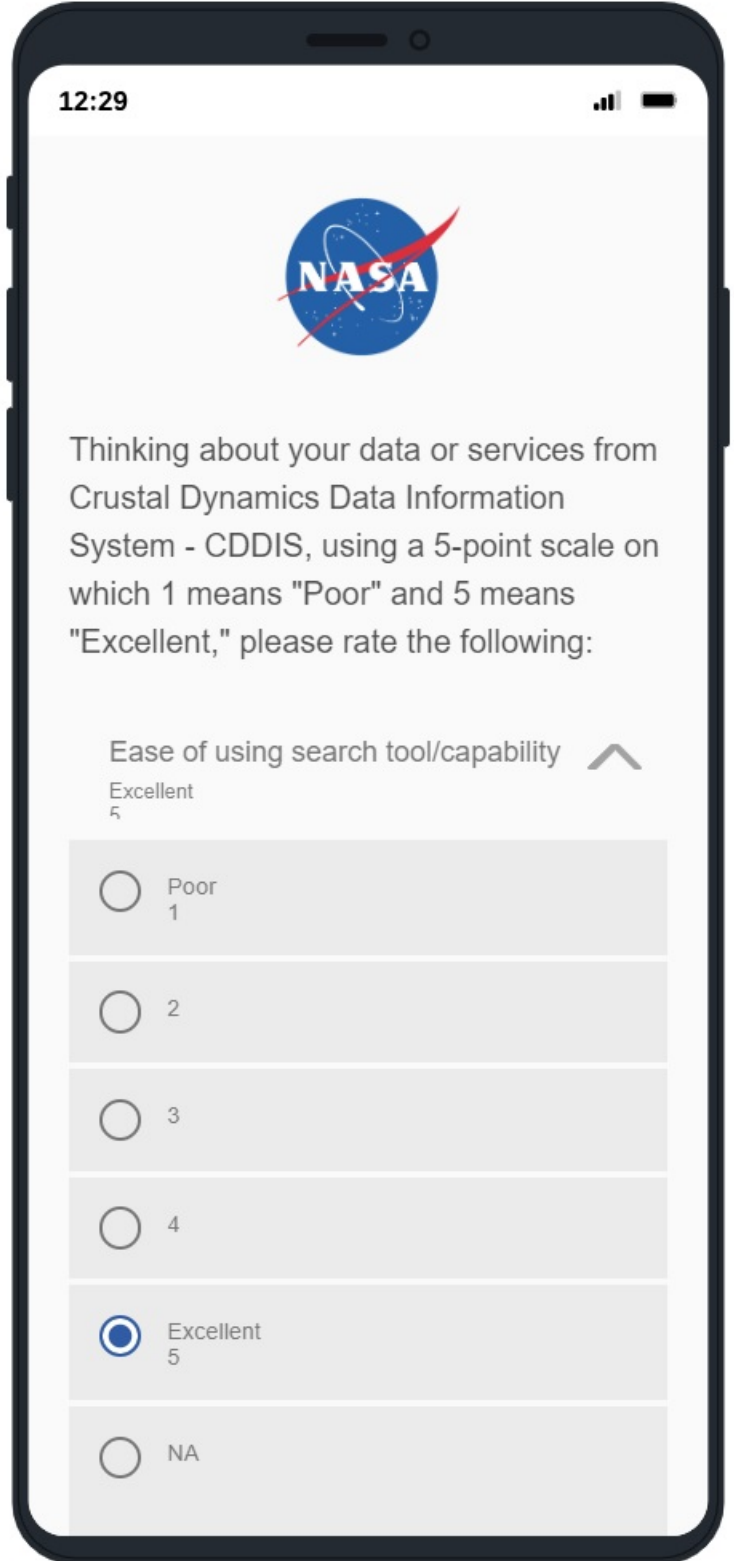 12:29
NASA
Thinking about your data or services from
Crustal Dynamics Data Information
System - CDDIS, using a 5-point scale on
which 1 means "Poor" and 5 means
"Excellent," please rate the following:
Ease of using search tool/capability
Excellent
5
Poor
1
2
3
4
Excellent
5
NA